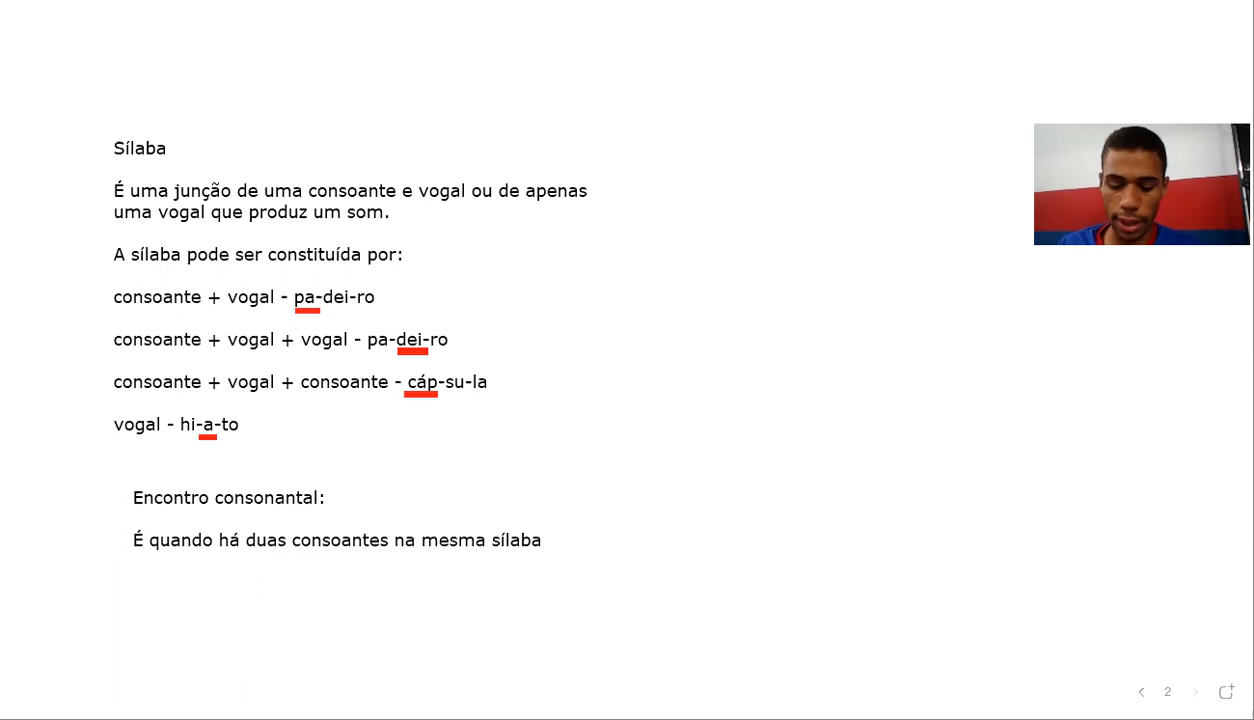 Sílaba
É uma junção de uma consoante e vogal ou de apenas
uma vogal que produz um som.
A sílaba pode ser constituída por:
consoante + vogal - pa-dei-ro
consoante + vogal + vogal - pa-dei-ro
consoante + vogal + consoante - cáp-su-la
vogal - hi-a-to
Encontro consonantal:
É quando há duas consoantes na mesma sílaba
2